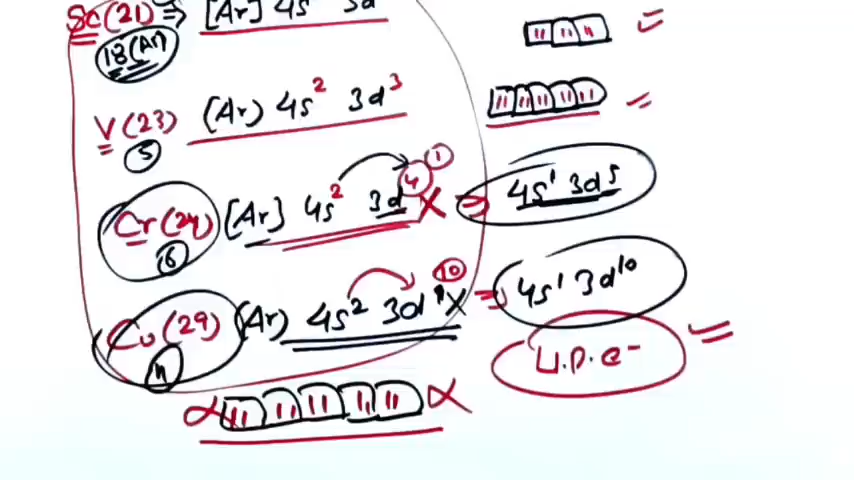 Sc(21) ⇒ [Ar] 4s 3d
18(Ar)
V(23) (Ar) 4s² 3d³
5
Cr(24) [Ar] 4s² 3d⁴ X ⇒ 4s¹ 3d⁵
6
Cu(29) (Ar) 4s² 3d⁹ X ⇒ 4s¹ 3d¹⁰
11
U.P.e⁻